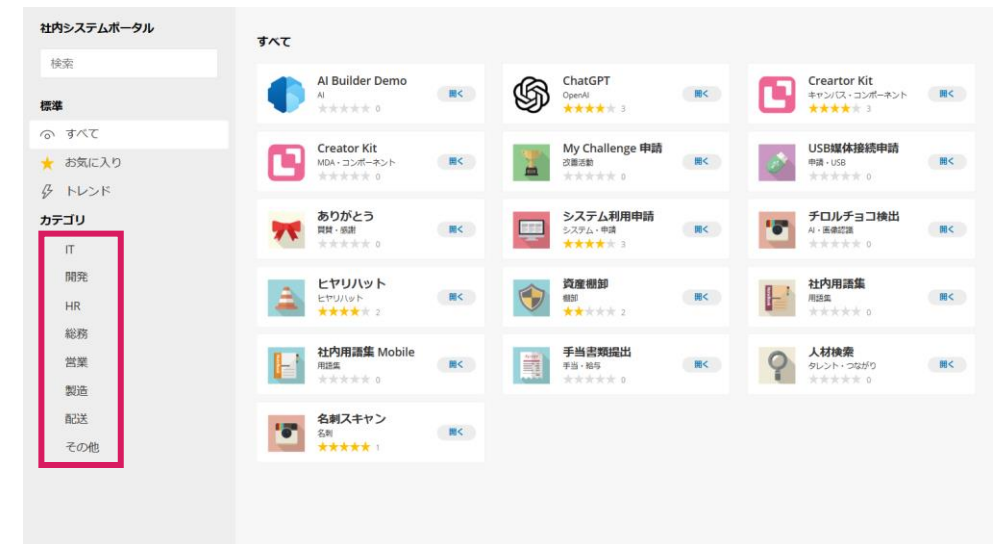 社内システムポータル
検索
標準
すべて
お気に入り
トレンド
カテゴリ
IT
開発
HR
総務
営業
製造
配送
その他
すべて
AI Builder Demo
AI
0
開く
ChatGPT
OpenAI
3
開く
Creartor Kit
キャンバス・コンポーネント
3
開く
Creator Kit
MDA・コンポーネント
0
開く
My Challenge 申請
改善活動
0
開く
USB媒体接続申請
申請・USB
0
開く
ありがとう
賞賛・感謝
0
開く
システム利用申請
システム・申請
3
開く
チロルチョコ検出
AI・画像認識
0
開く
ヒヤリハット
ヒヤリハット
2
開く
資産棚卸
棚卸
2
開く
社内用語集
用語集
0
開く
社内用語集 Mobile
用語集
0
開く
手当書類提出
手当・給与
0
開く
人材検索
タレント・つながり
0
開く
名刺スキャン
名刺
1
開く